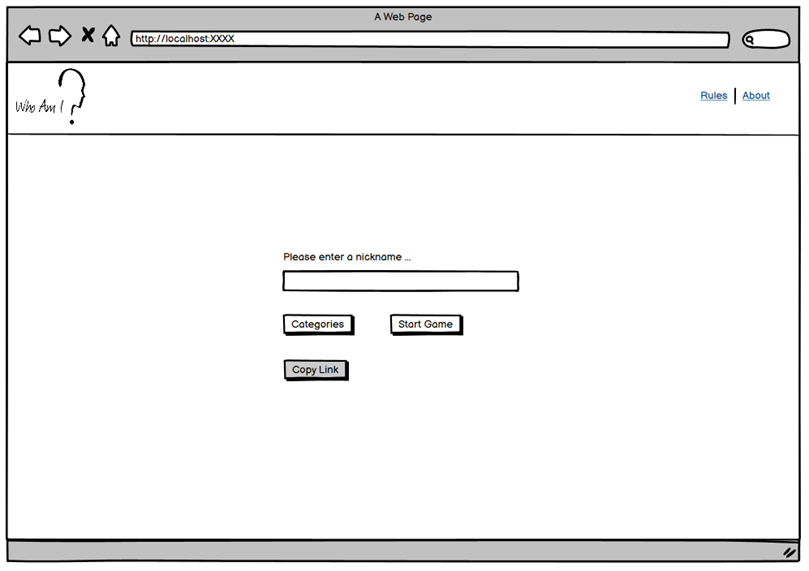 A Web Page
http://localhost:XXXX
Who Am I ?
Rules | About
Please enter a nickname ...
Categories
Start Game
Copy Link